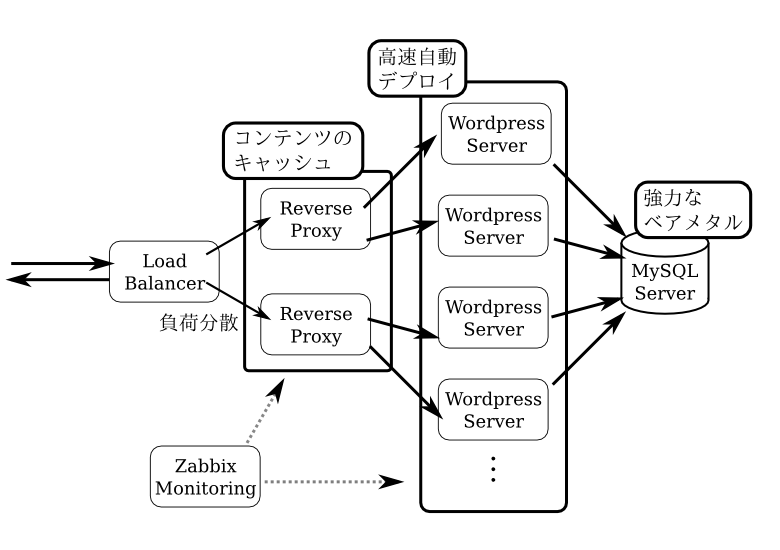 高速自動
デプロイ
コンテンツの
キャッシュ
Wordpress
Server
強力な
ベアメタル
Reverse
Proxy
Wordpress
Server
Load
Balancer
MySQL
Server
負荷分散
Reverse
Proxy
Wordpress
Server
Wordpress
Server
Zabbix
Monitoring